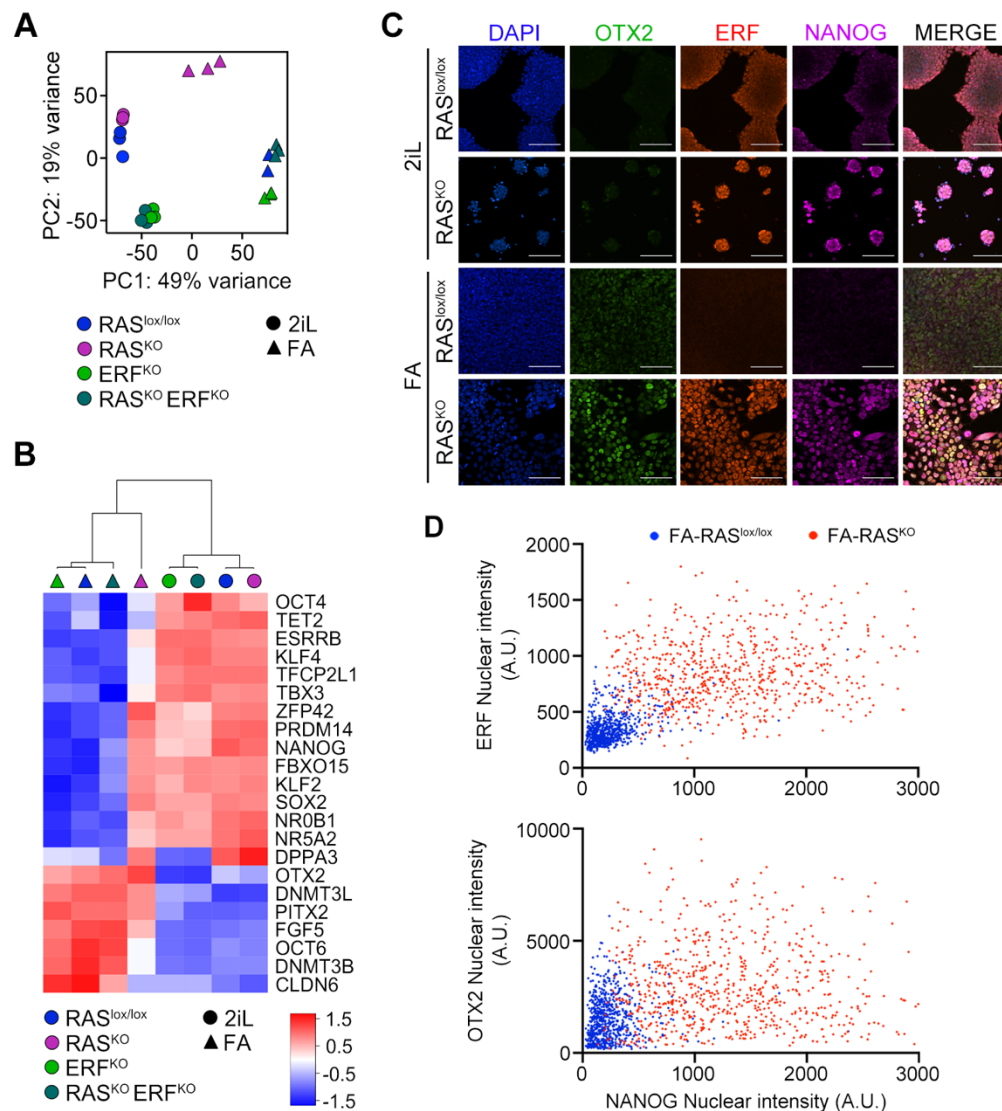 A
PC2: 19% variance
50
0
-50
-50
0
50
PC1: 49% variance
RASlox/lox
RASKO
ERFKO
RASKO ERFKO
2iL
FA
B
OCT4
TET2
ESRRB
KLF4
TFCP2L1
TBX3
ZFP42
PRDM14
NANOG
FBXO15
KLF2
SOX2
NR0B1
NR5A2
DPPA3
OTX2
DNMT3L
PITX2
FGF5
OCT6
DNMT3B
CLDN6
RASlox/lox
RASKO
ERFKO
RASKO ERFKO
2iL
FA
1.5
0.5
-0.5
-1.5
C
DAPI OTX2 ERF NANOG MERGE
2iL
RASlox/lox
RASKO
FA
RASlox/lox
RASKO
D
FA-RASlox/lox FA-RASKO
ERF Nuclear intensity
(A.U.)
2000
1500
1000
500
0
0 1000 2000 3000
OTX2 Nuclear intensity
(A.U.)
10000
5000
0
0 1000 2000 3000
NANOG Nuclear intensity (A.U.)